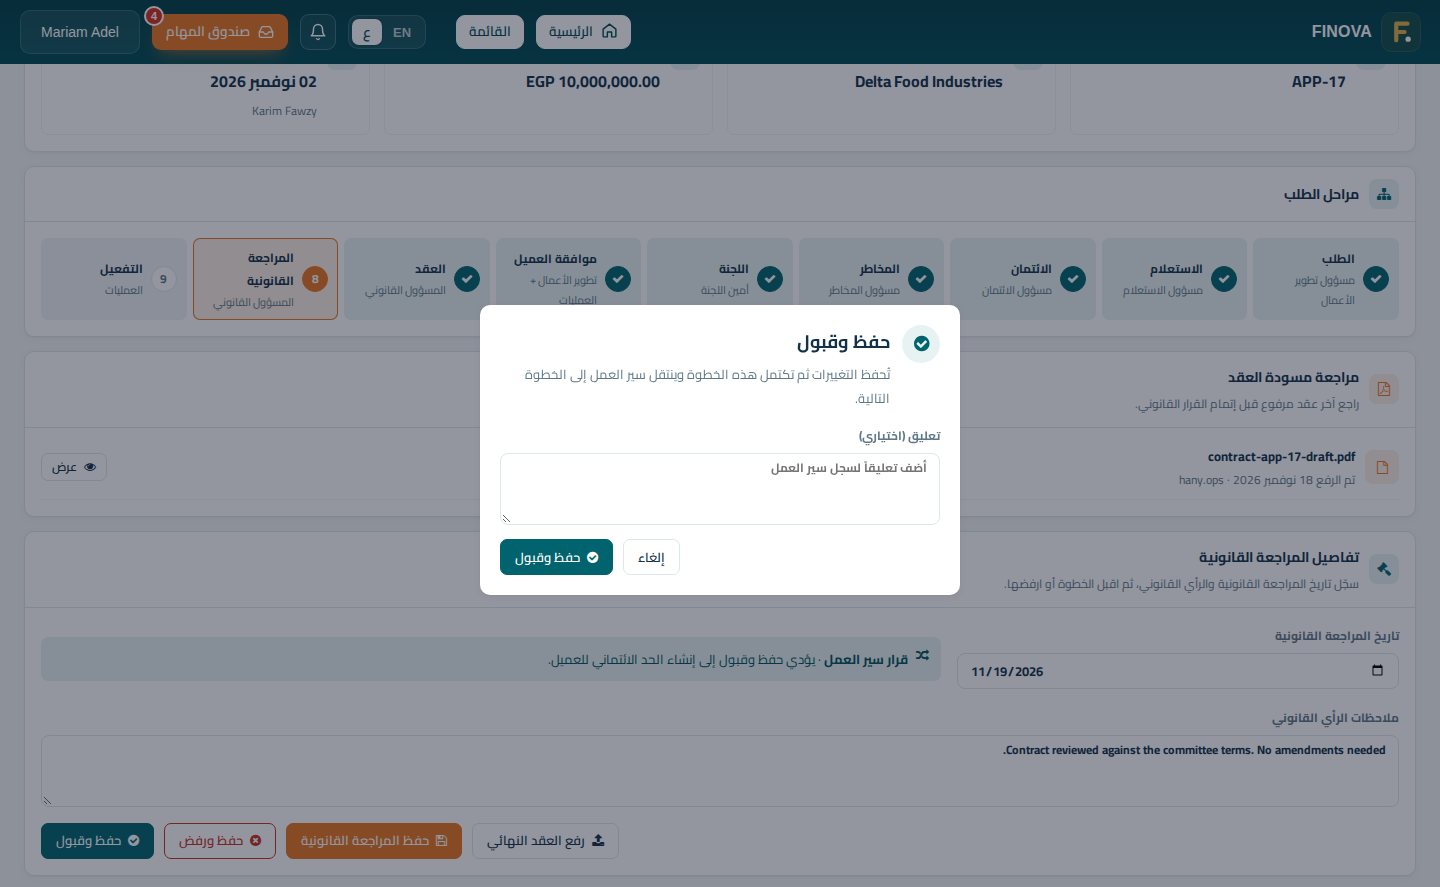 FINOVA
الرئيسية
القائمة
EN
ع
صندوق المهام
4
Mariam Adel
APP-17
Delta Food Industries
EGP 10,000,000.00
02 نوفمبر 2026
Karim Fawzy
مراحل الطلب
الطلب
مسؤول تطوير
الأعمال
الاستعلام
مسؤول الاستعلام
الائتمان
مسؤول الائتمان
المخاطر
مسؤول المخاطر
اللجنة
أمين اللجنة
موافقة العميل
تطوير الأعمال +
العمليات
العقد
المسؤول القانوني
8
المراجعة
القانونية
المسؤول القانوني
9
التفعيل
العمليات
مراجعة مسودة العقد
راجع آخر عقد مرفوع قبل إتمام القرار القانوني.
contract-app-17-draft.pdf
تم الرفع 18 نوفمبر 2026 · hany.ops
عرض
حفظ وقبول
تُحفظ التغييرات ثم تكتمل هذه الخطوة وينتقل سير العمل إلى الخطوة
التالية.
تعليق (اختياري)
أضف تعليقاً لسجل سير العمل
إلغاء
حفظ وقبول
تفاصيل المراجعة القانونية
سجّل تاريخ المراجعة القانونية والرأي القانوني، ثم اقبل الخطوة أو ارفضها.
تاريخ المراجعة القانونية
11/19/2026
قرار سير العمل · يؤدي حفظ وقبول إلى إنشاء الحد الائتماني للعميل.
ملاحظات الرأي القانوني
Contract reviewed against the committee terms. No amendments needed.
رفع العقد النهائي
حفظ المراجعة القانونية
حفظ ورفض
حفظ وقبول